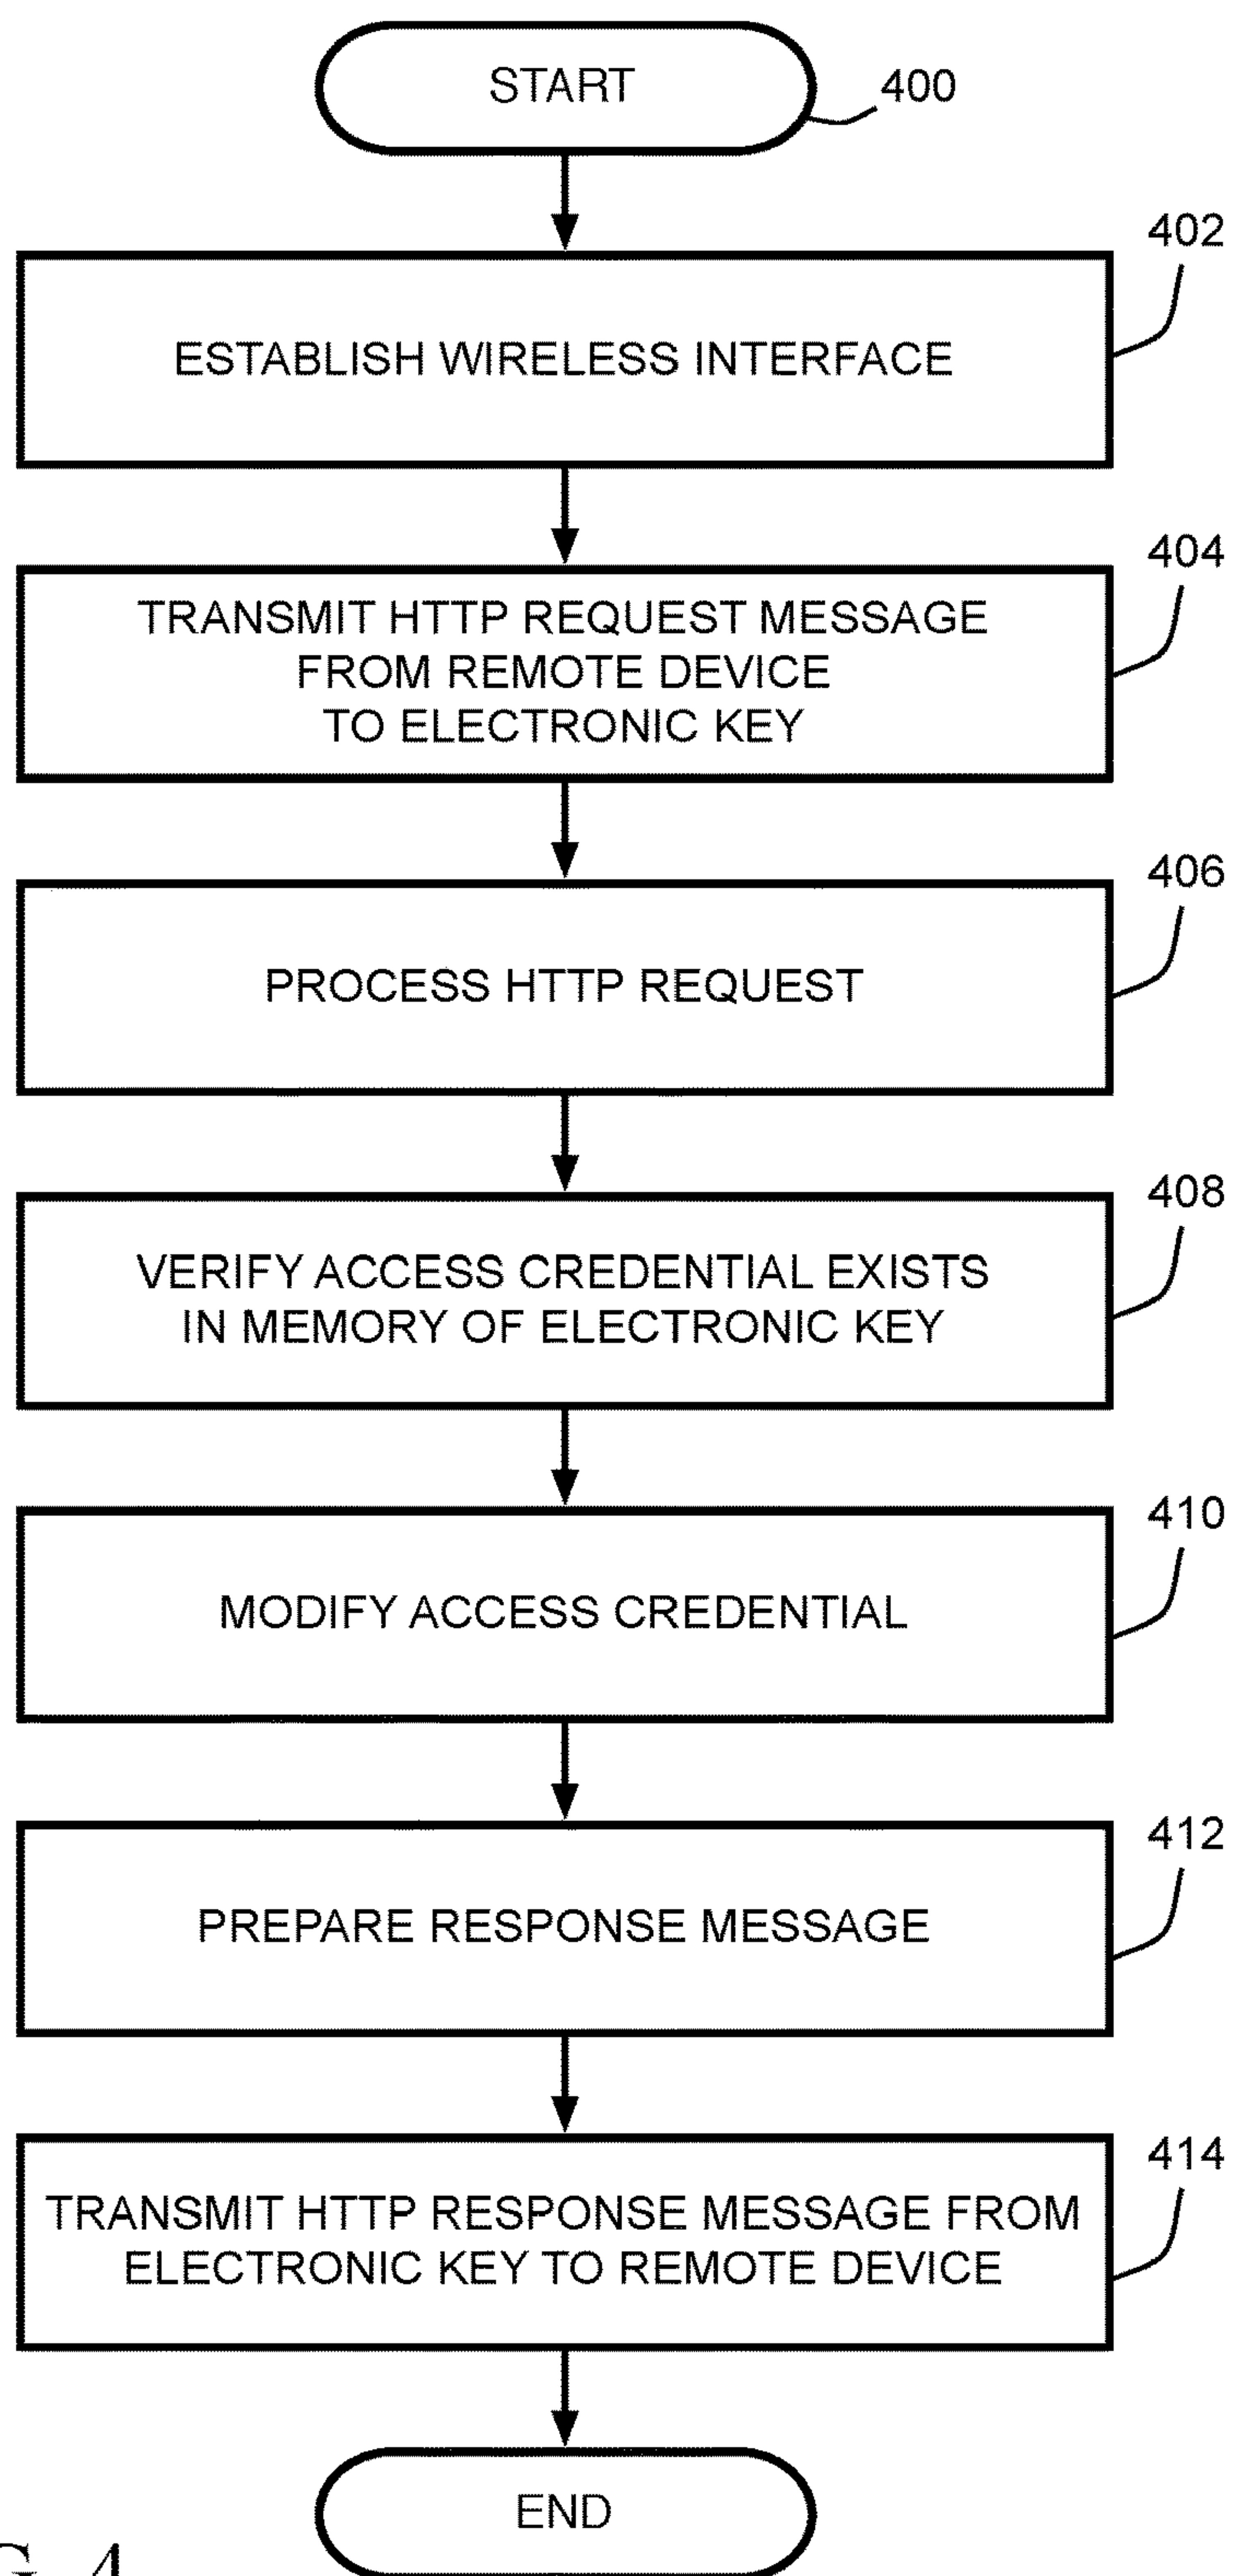 START
400
402
ESTABLISH WIRELESS INTERFACE
404
TRANSMIT HTTP REQUEST MESSAGE
FROM REMOTE DEVICE
TO ELECTRONIC KEY
406
PROCESS HTTP REQUEST
408
VERIFY ACCESS CREDENTIAL EXISTS
IN MEMORY OF ELECTRONIC KEY
410
MODIFY ACCESS CREDENTIAL
412
PREPARE RESPONSE MESSAGE
414
TRANSMIT HTTP RESPONSE MESSAGE FROM
ELECTRONIC KEY TO REMOTE DEVICE
END
4